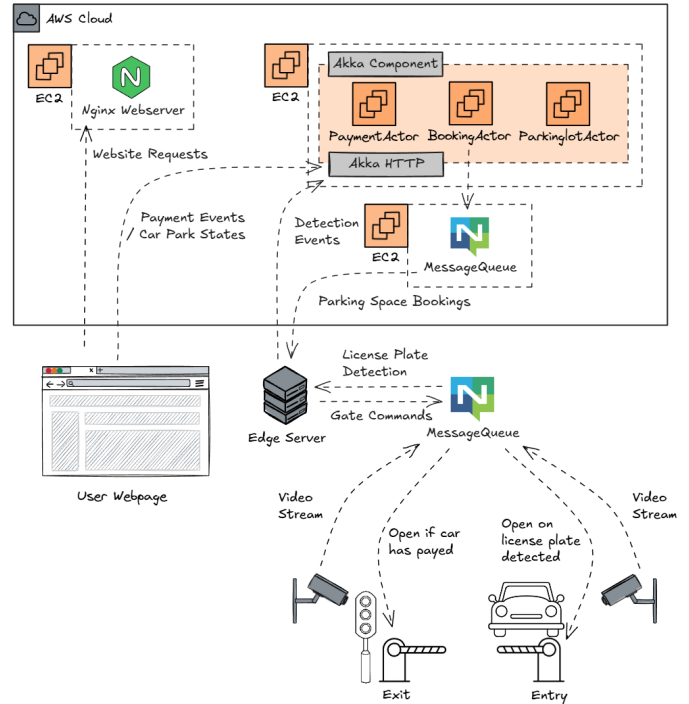 AWS Cloud
EC2
Nginx Webserver
EC2
Akka Component
PaymentActor
BookingActor
ParkinglotActor
Akka HTTP
Website Requests
Payment Events
/ Car Park States
Detection
Events
EC2
MessageQueue
Parking Space Bookings
License Plate
Detection
Gate Commands
MessageQueue
Edge Server
User Webpage
Video
Stream
Open if car
has payed
Open on
license plate
detected
Video
Stream
Exit
Entry